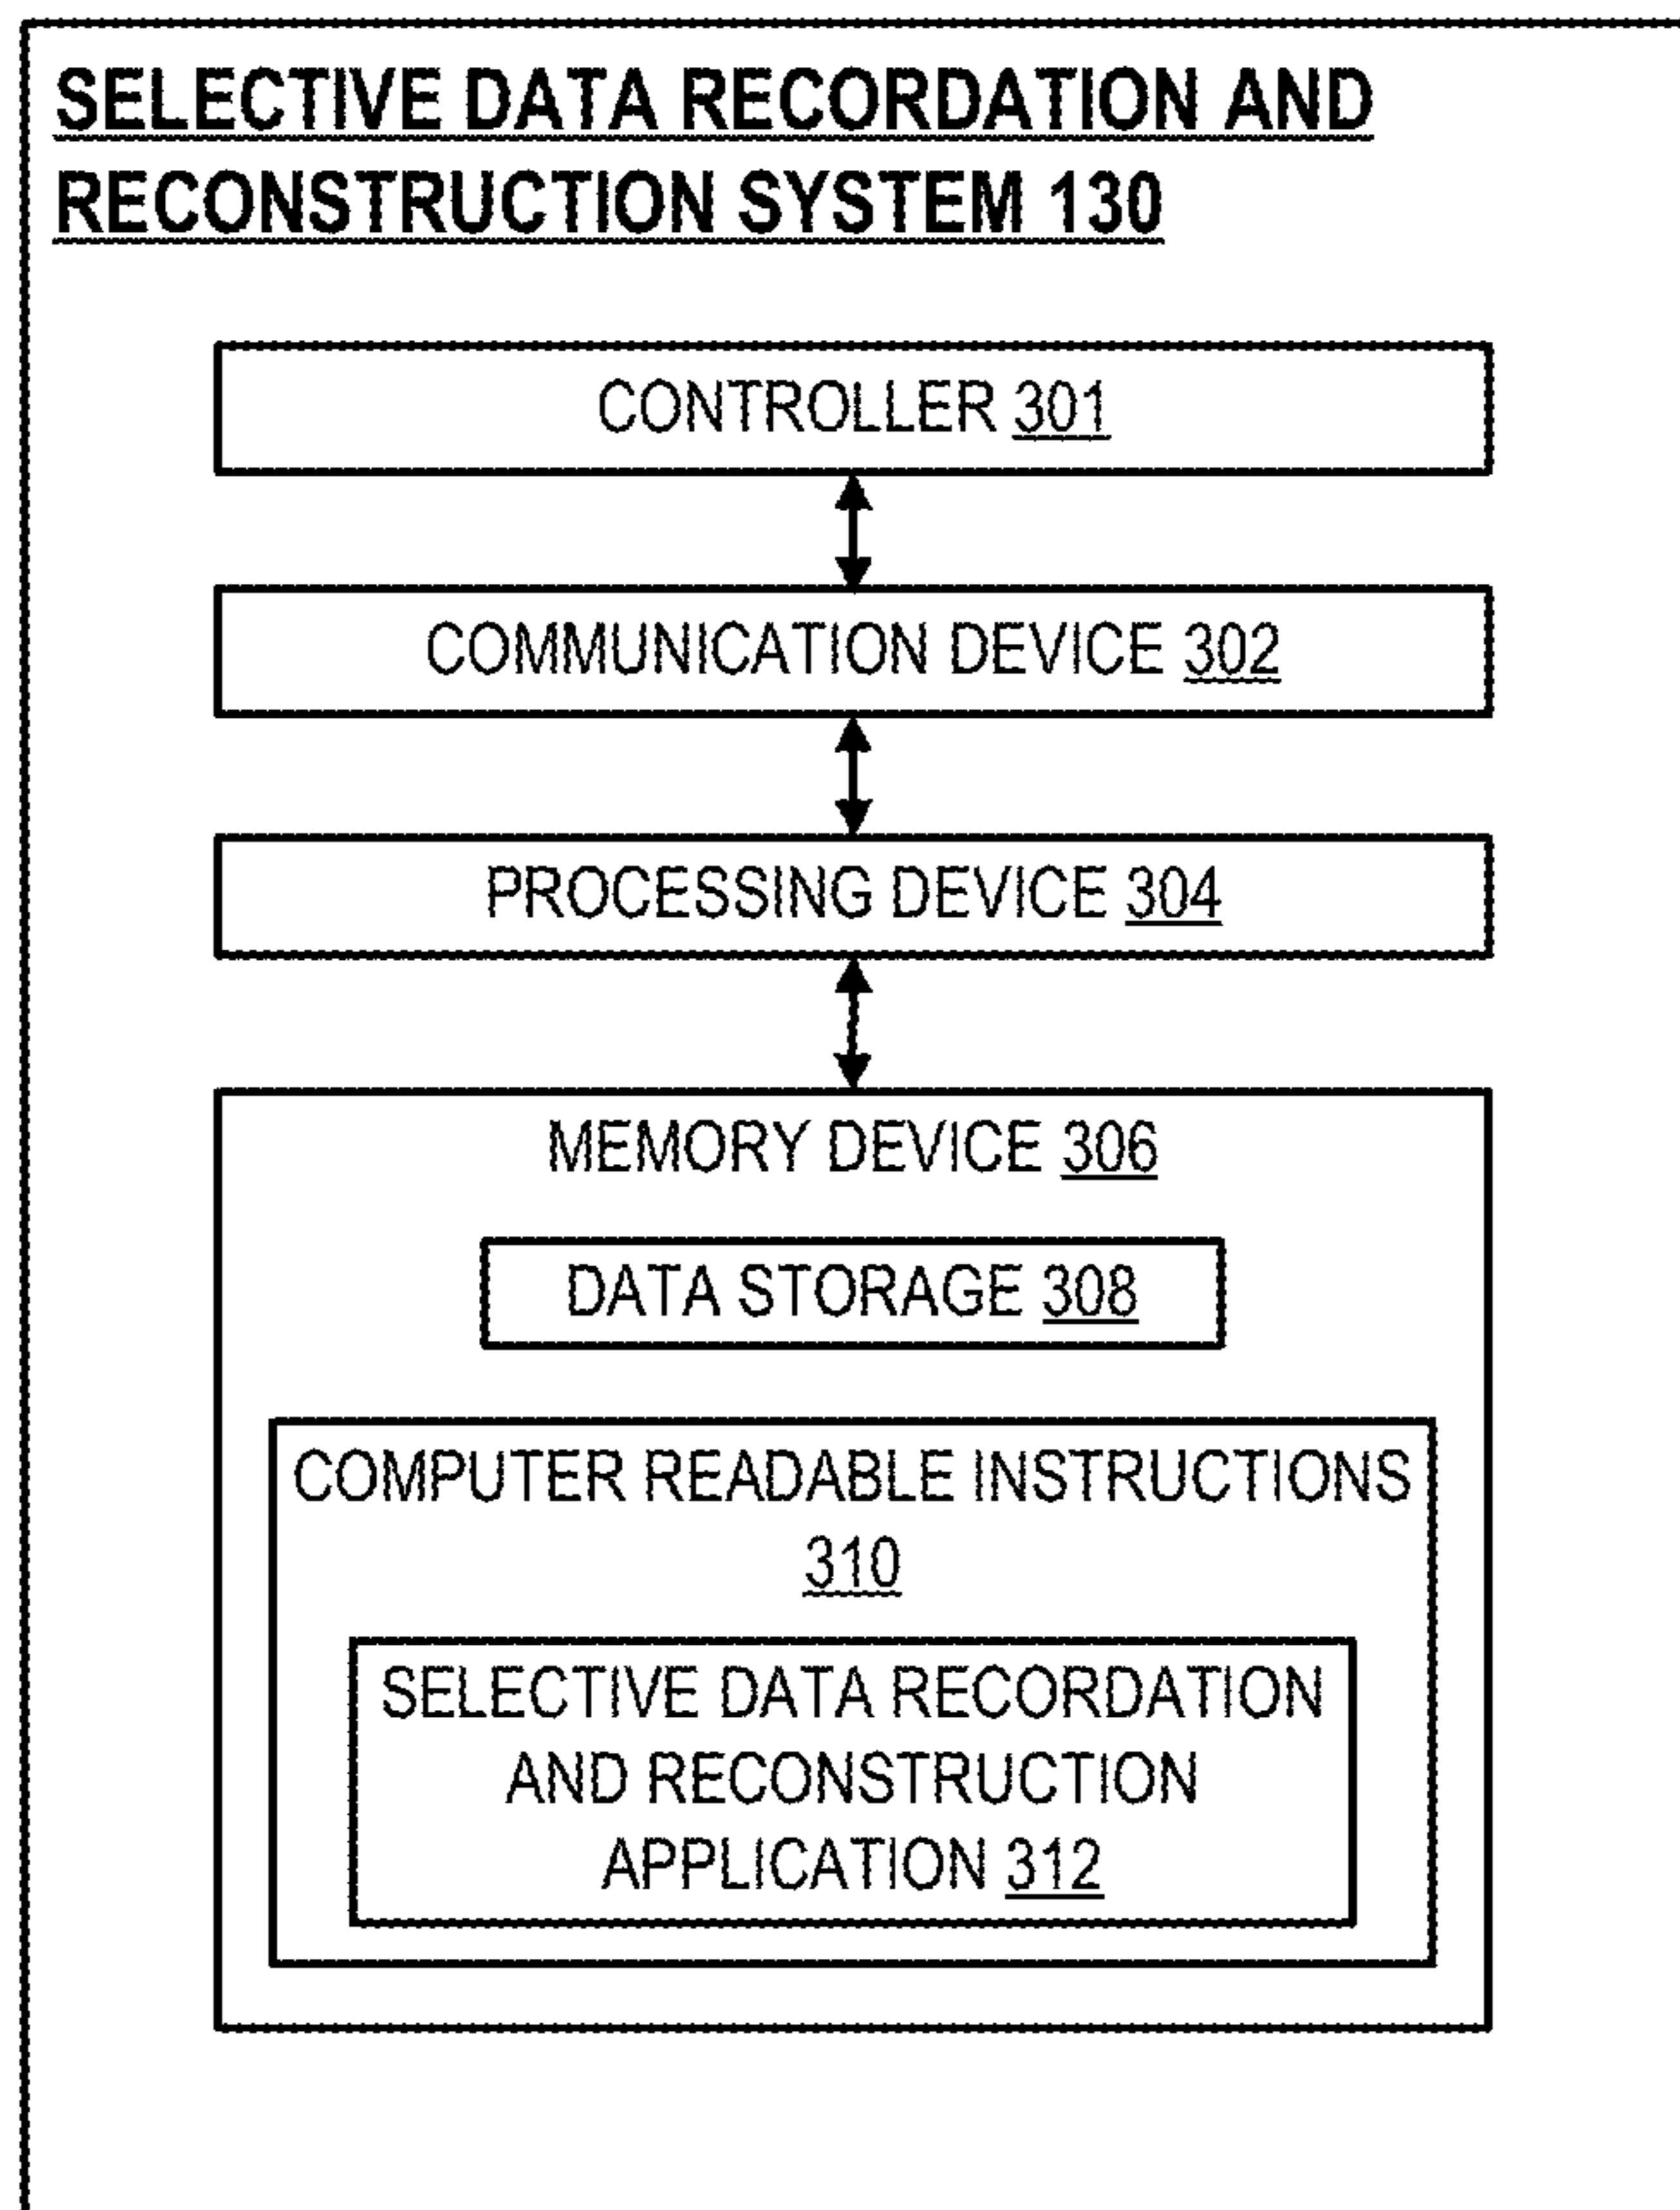 SELECTIVE DATA RECORDATION AND
RECONSTRUCTION SYSTEM 130
CONTROLLER 301
COMMUNICATION DEVICE 302
PROCESSING DEVICE 304
MEMORY DEVICE 306
DATA STORAGE 308
COMPUTER READABLE INSTRUCTIONS
310
SELECTIVE DATA RECORDATION
AND RECONSTRUCTION
APPLICATION 312